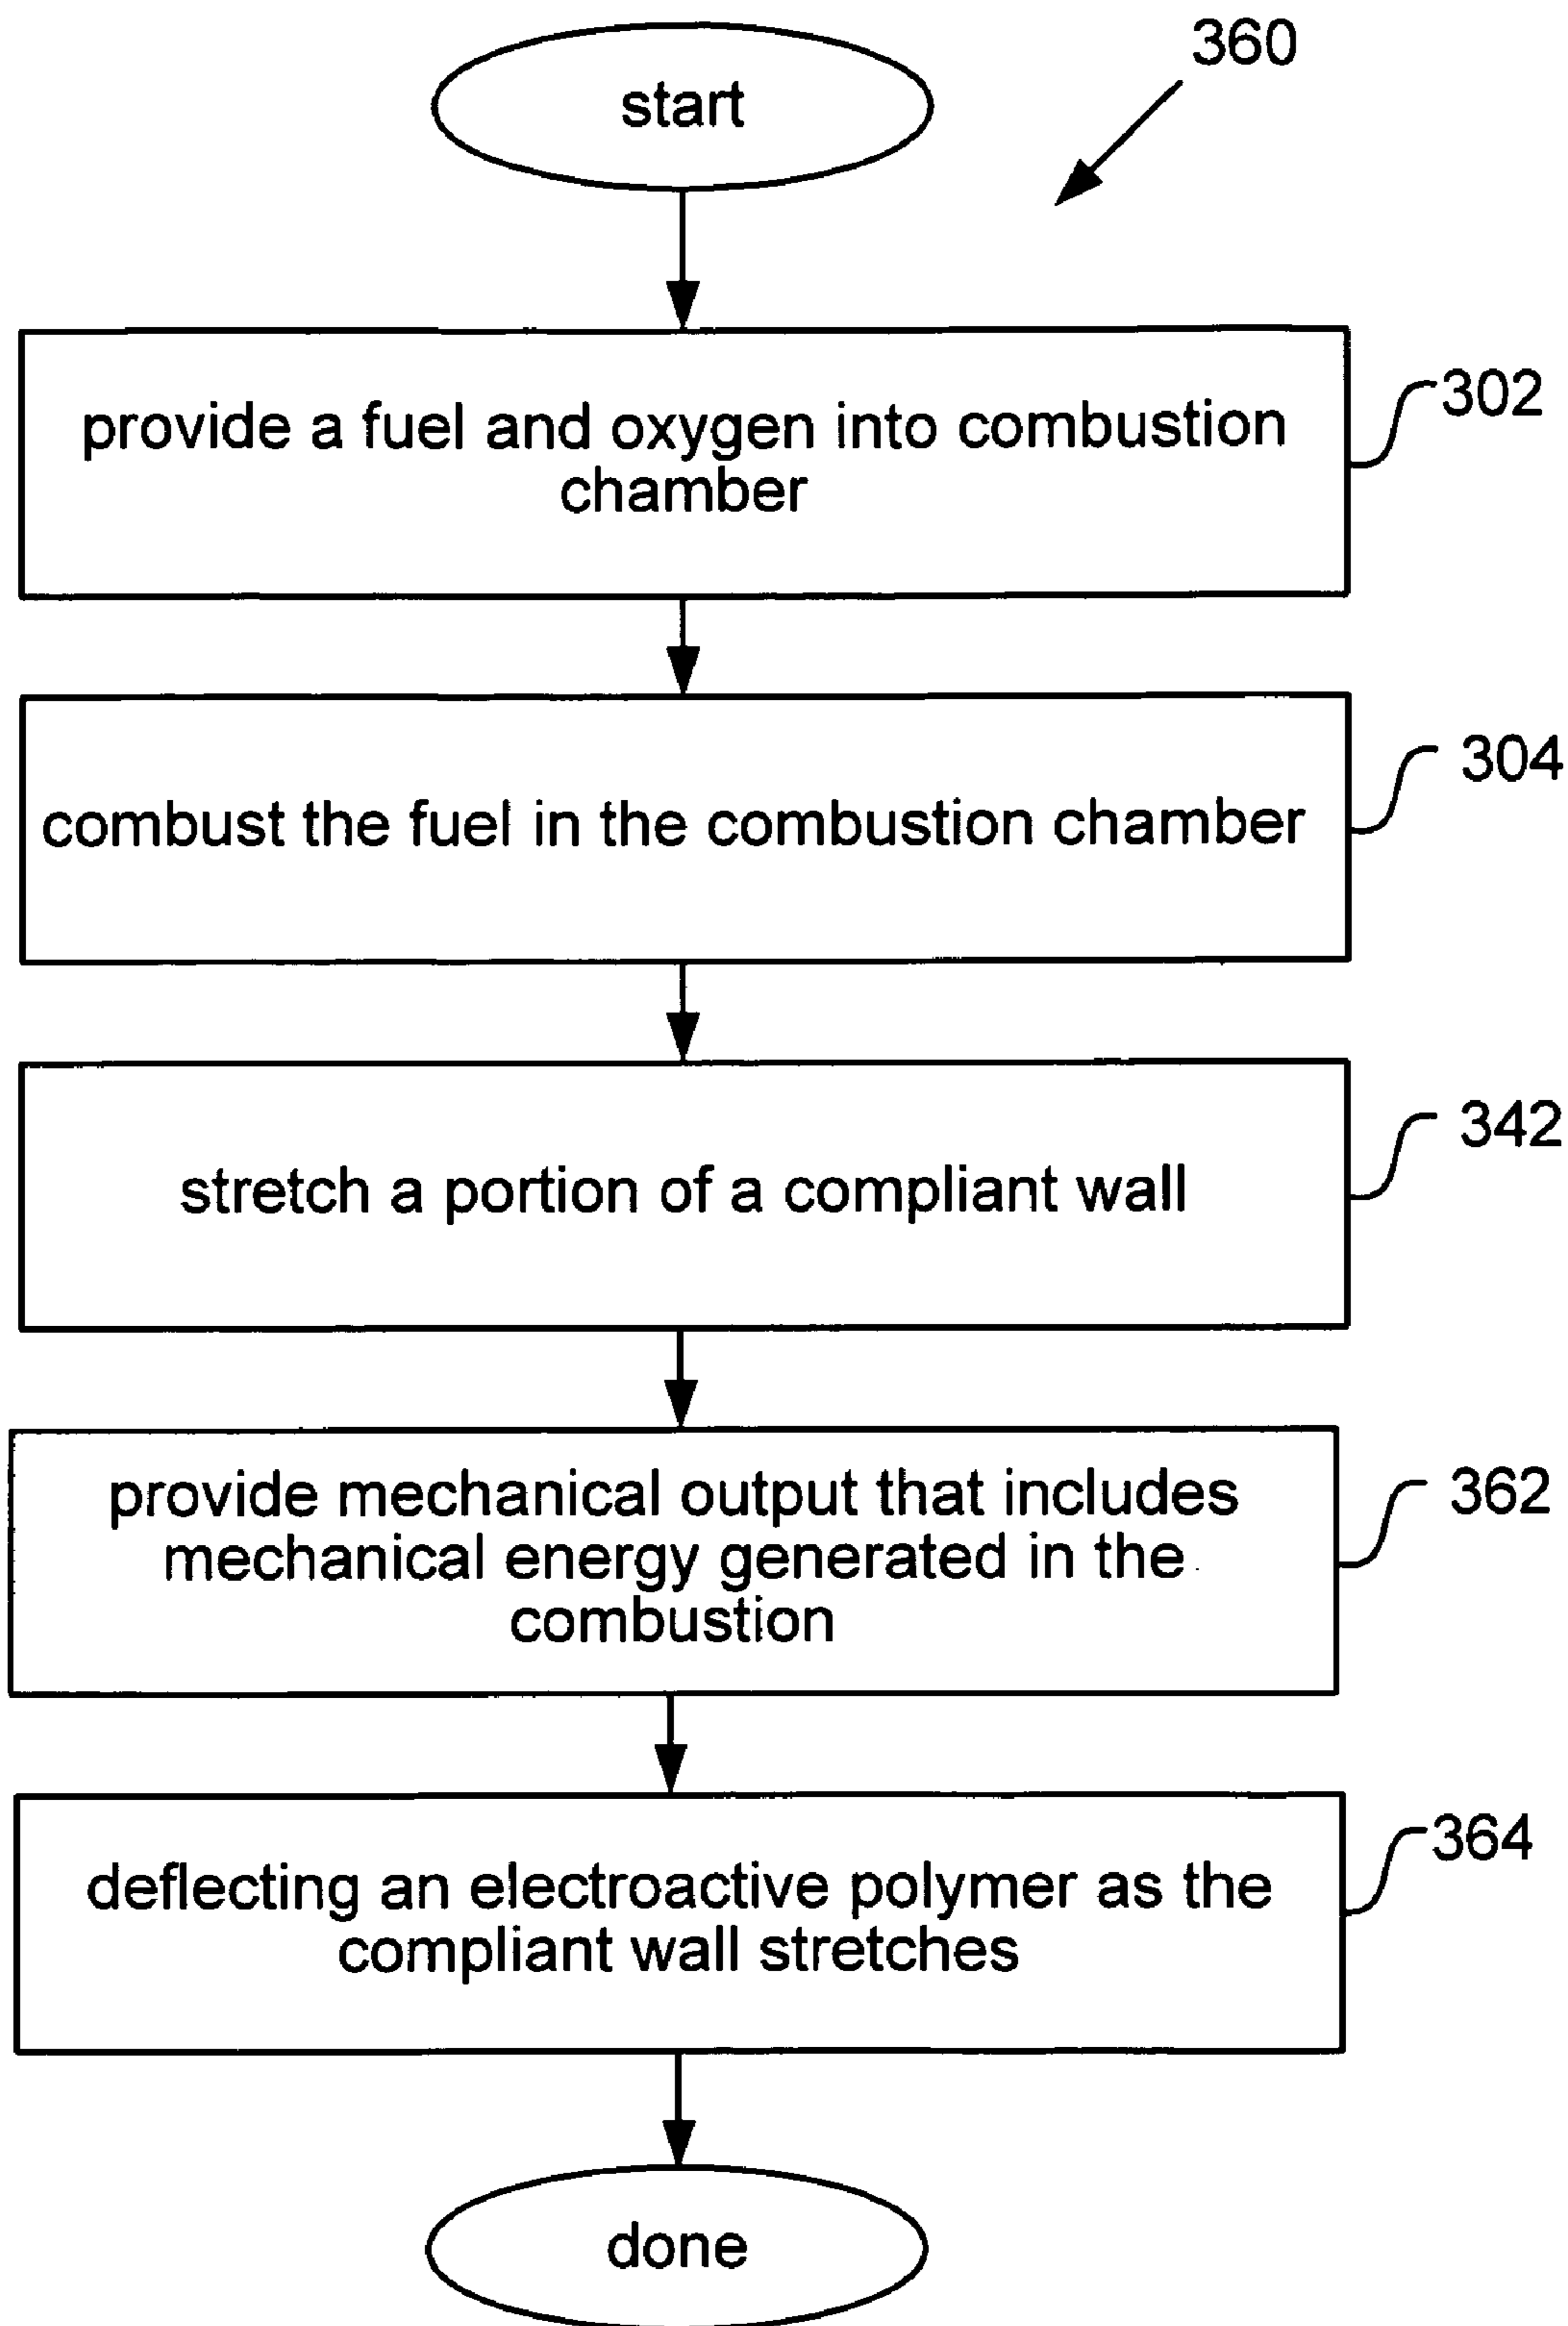 start
360
provide a fuel and oxygen into combustion
chamber
302
combust the fuel in the combustion chamber
304
stretch a portion of a compliant wall
342
provide mechanical output that includes
mechanical energy generated in the
combustion
362
deflecting an electroactive polymer as the
compliant wall stretches
364
done